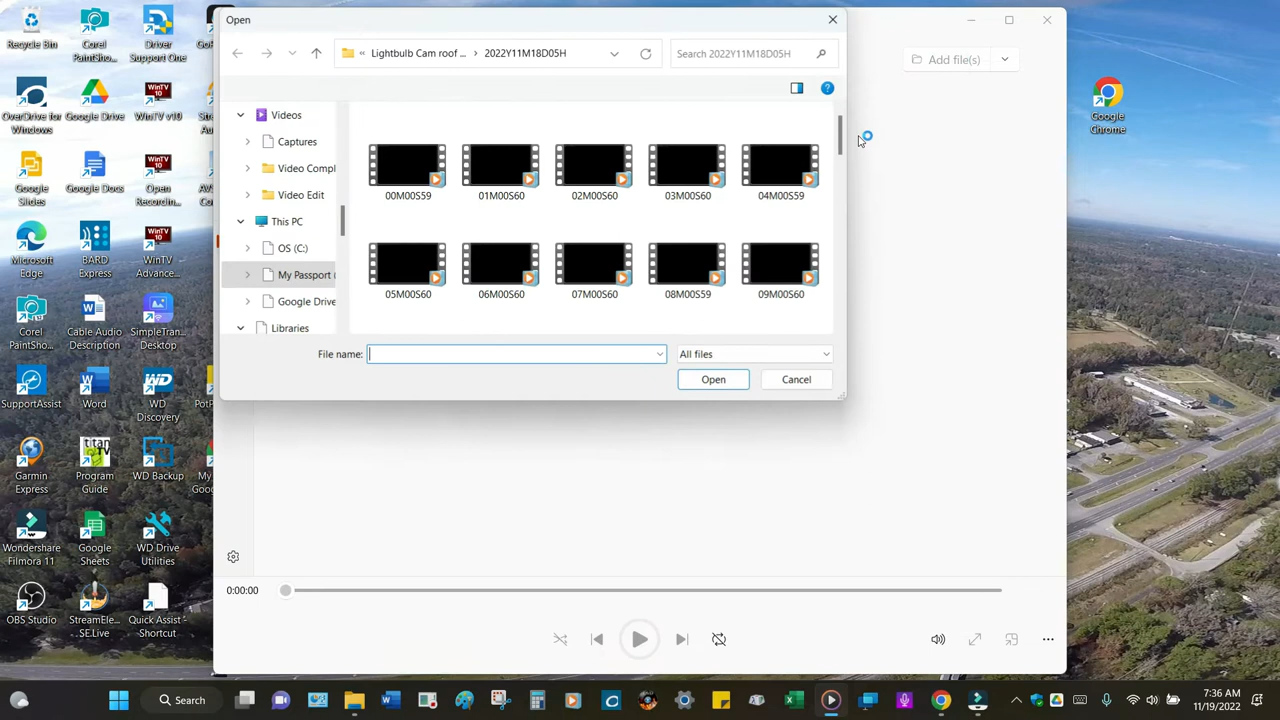 Open
Lightbulb Cam roof ... > 2022Y11M18D05H
Search 2022Y11M18D05H
Add file(s)
Videos
Captures
Video Compl
Video Edit
This PC
OS (C:)
My Passport (
Google Drive
Libraries
00M00S59
01M00S60
02M00S60
03M00S60
04M00S59
05M00S60
06M00S60
07M00S60
08M00S59
09M00S60
File name:
All files
Open
Cancel
0:00:00
Recycle Bin
Corel
PaintSho...
Driver
Support One
OverDrive for
Windows
Google Drive
WinTV v10
Google
Slides
Google Docs
Open
Recordin...
Microsoft
Edge
BARD
Express
WinTV
Advance...
Corel
PaintSho...
Cable Audio
Description
SimpleTran...
Desktop
SupportAssist
Word
WD
Discovery
Garmin
Express
titan
TV
Program
Guide
WD Backup
Wondershare
Filmora 11
Google
Sheets
WD Drive
Utilities
OBS Studio
StreamEle...
SE.Live
Quick Assist -
Shortcut
Google
Chrome
Search
7:36 AM
11/19/2022